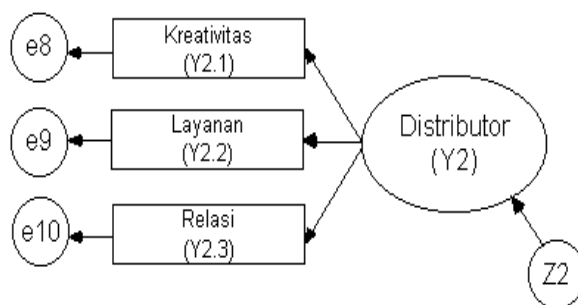 e8
Kreativitas
(Y2.1)
e9
Layanan
(Y2.2)
Distributor
(Y2)
e10
Relasi
(Y2.3)
Z2